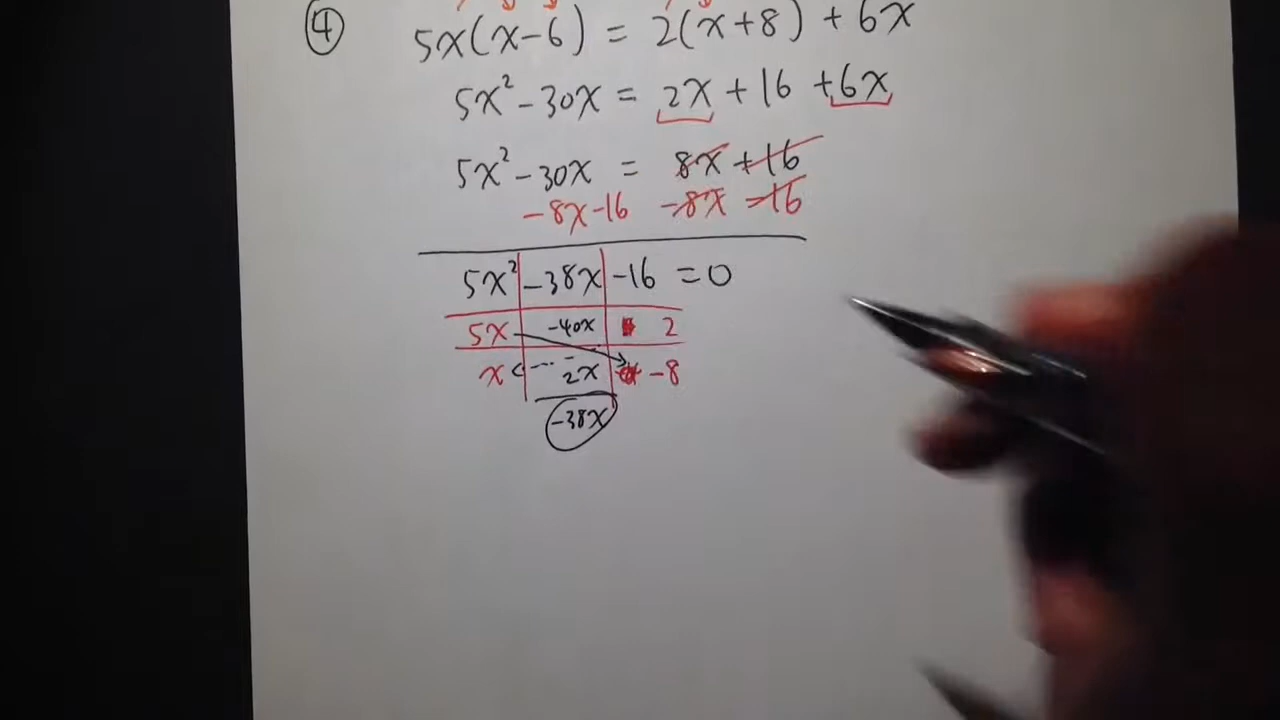 ④ 5x(x-6) = 2(x+8) + 6x
5x² - 30x = 2x + 16 + 6x
5x² - 30x = 8x + 16
-8x - 16 -8x - 16
5x² - 38x - 16 = 0
5x -40x 2
x 2x -8
-38x